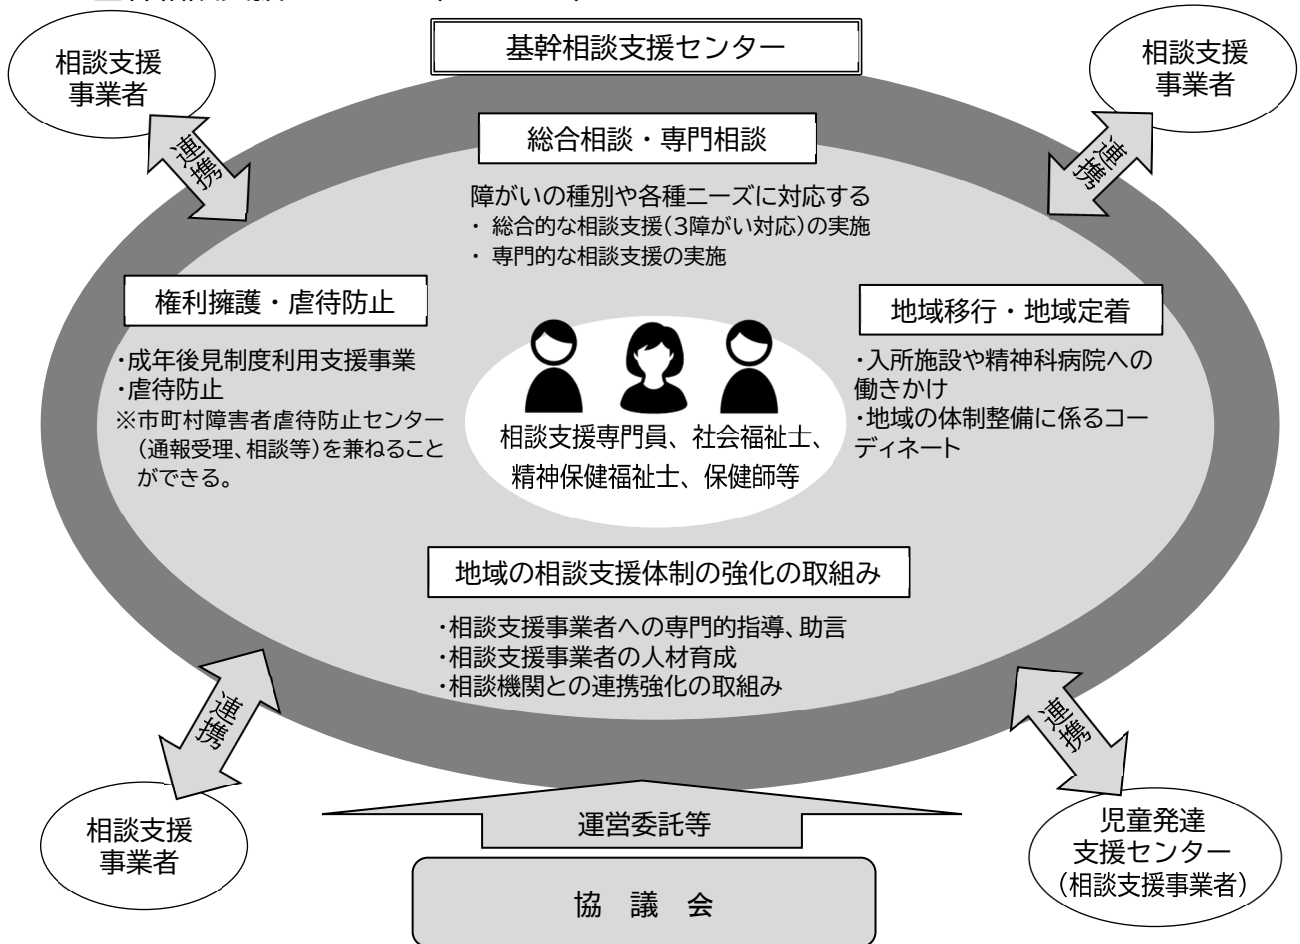 基幹相談支援センター
相談支援
事業者
相談支援
事業者
連携
連携
総合相談・専門相談
障がいの種別や各種ニーズに対応する
・ 総合的な相談支援(3障がい対応)の実施
・ 専門的な相談支援の実施
権利擁護・虐待防止
・成年後見制度利用支援事業
・虐待防止
※市町村障害者虐待防止センター
(通報受理、相談等)を兼ねること
ができる。
地域移行・地域定着
・入所施設や精神科病院への
働きかけ
・地域の体制整備に係るコー
ディネート
相談支援専門員、社会福祉士、
精神保健福祉士、保健師等
地域の相談支援体制の強化の取組み
・相談支援事業者への専門的指導、助言
・相談支援事業者の人材育成
・相談機関との連携強化の取組み
連携
連携
相談支援
事業者
運営委託等
協 議 会
児童発達
支援センター
(相談支援事業者)